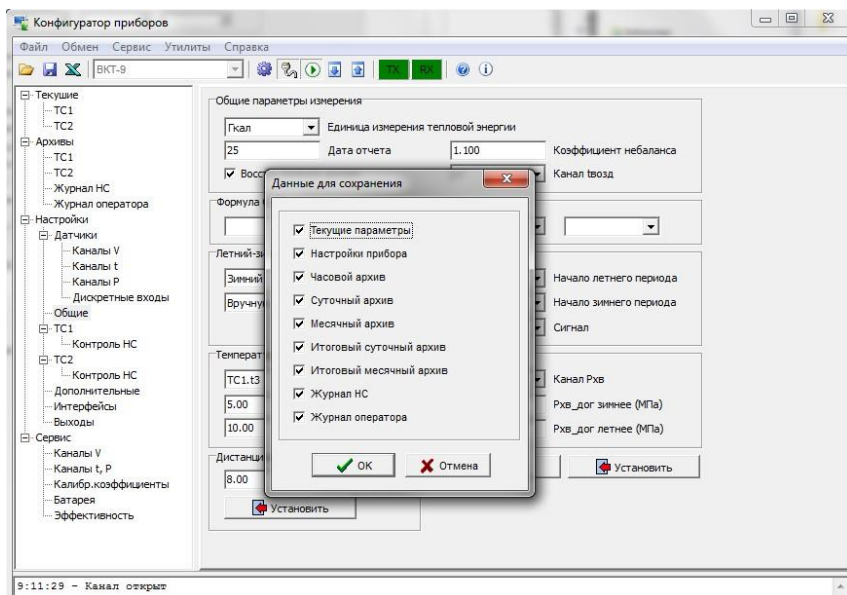 Конфигуратор приборов
Файл Обмен Сервис Утилиты Справка
ВКТ-9 TX RX
Текущие
ТС1
ТС2
Архивы
ТС1
ТС2
Журнал НС
Журнал оператора
Настройки
Датчики
Каналы V
Каналы t
Каналы P
Дискретные входы
Общие
ТС1
Контроль НС
ТС2
Контроль НС
Дополнительные
Интерфейсы
Выходы
Сервис
Каналы V
Каналы t, P
Калибр.коэффициенты
Батарея
Эффективность
Общие параметры измерения
Гкал Единица измерения тепловой энергии
25 Дата отчета 1.100 Коэффициент небаланса
Канал tвозд
Формула
Зимний Начало летнего периода
Начало зимнего периода
Сигнал
ТС1.t3 Канал Рхв
5.00 Рхв_дог зимнее (МПа)
10.00 Рхв_дог летнее (МПа)
8.00
Установить
Установить
Данные для сохранения
Текущие параметры
Настройки прибора
Часовой архив
Суточный архив
Месячный архив
Итоговый суточный архив
Итоговый месячный архив
Журнал НС
Журнал оператора
ОК Отмена
9:11:29 - Канал открыт